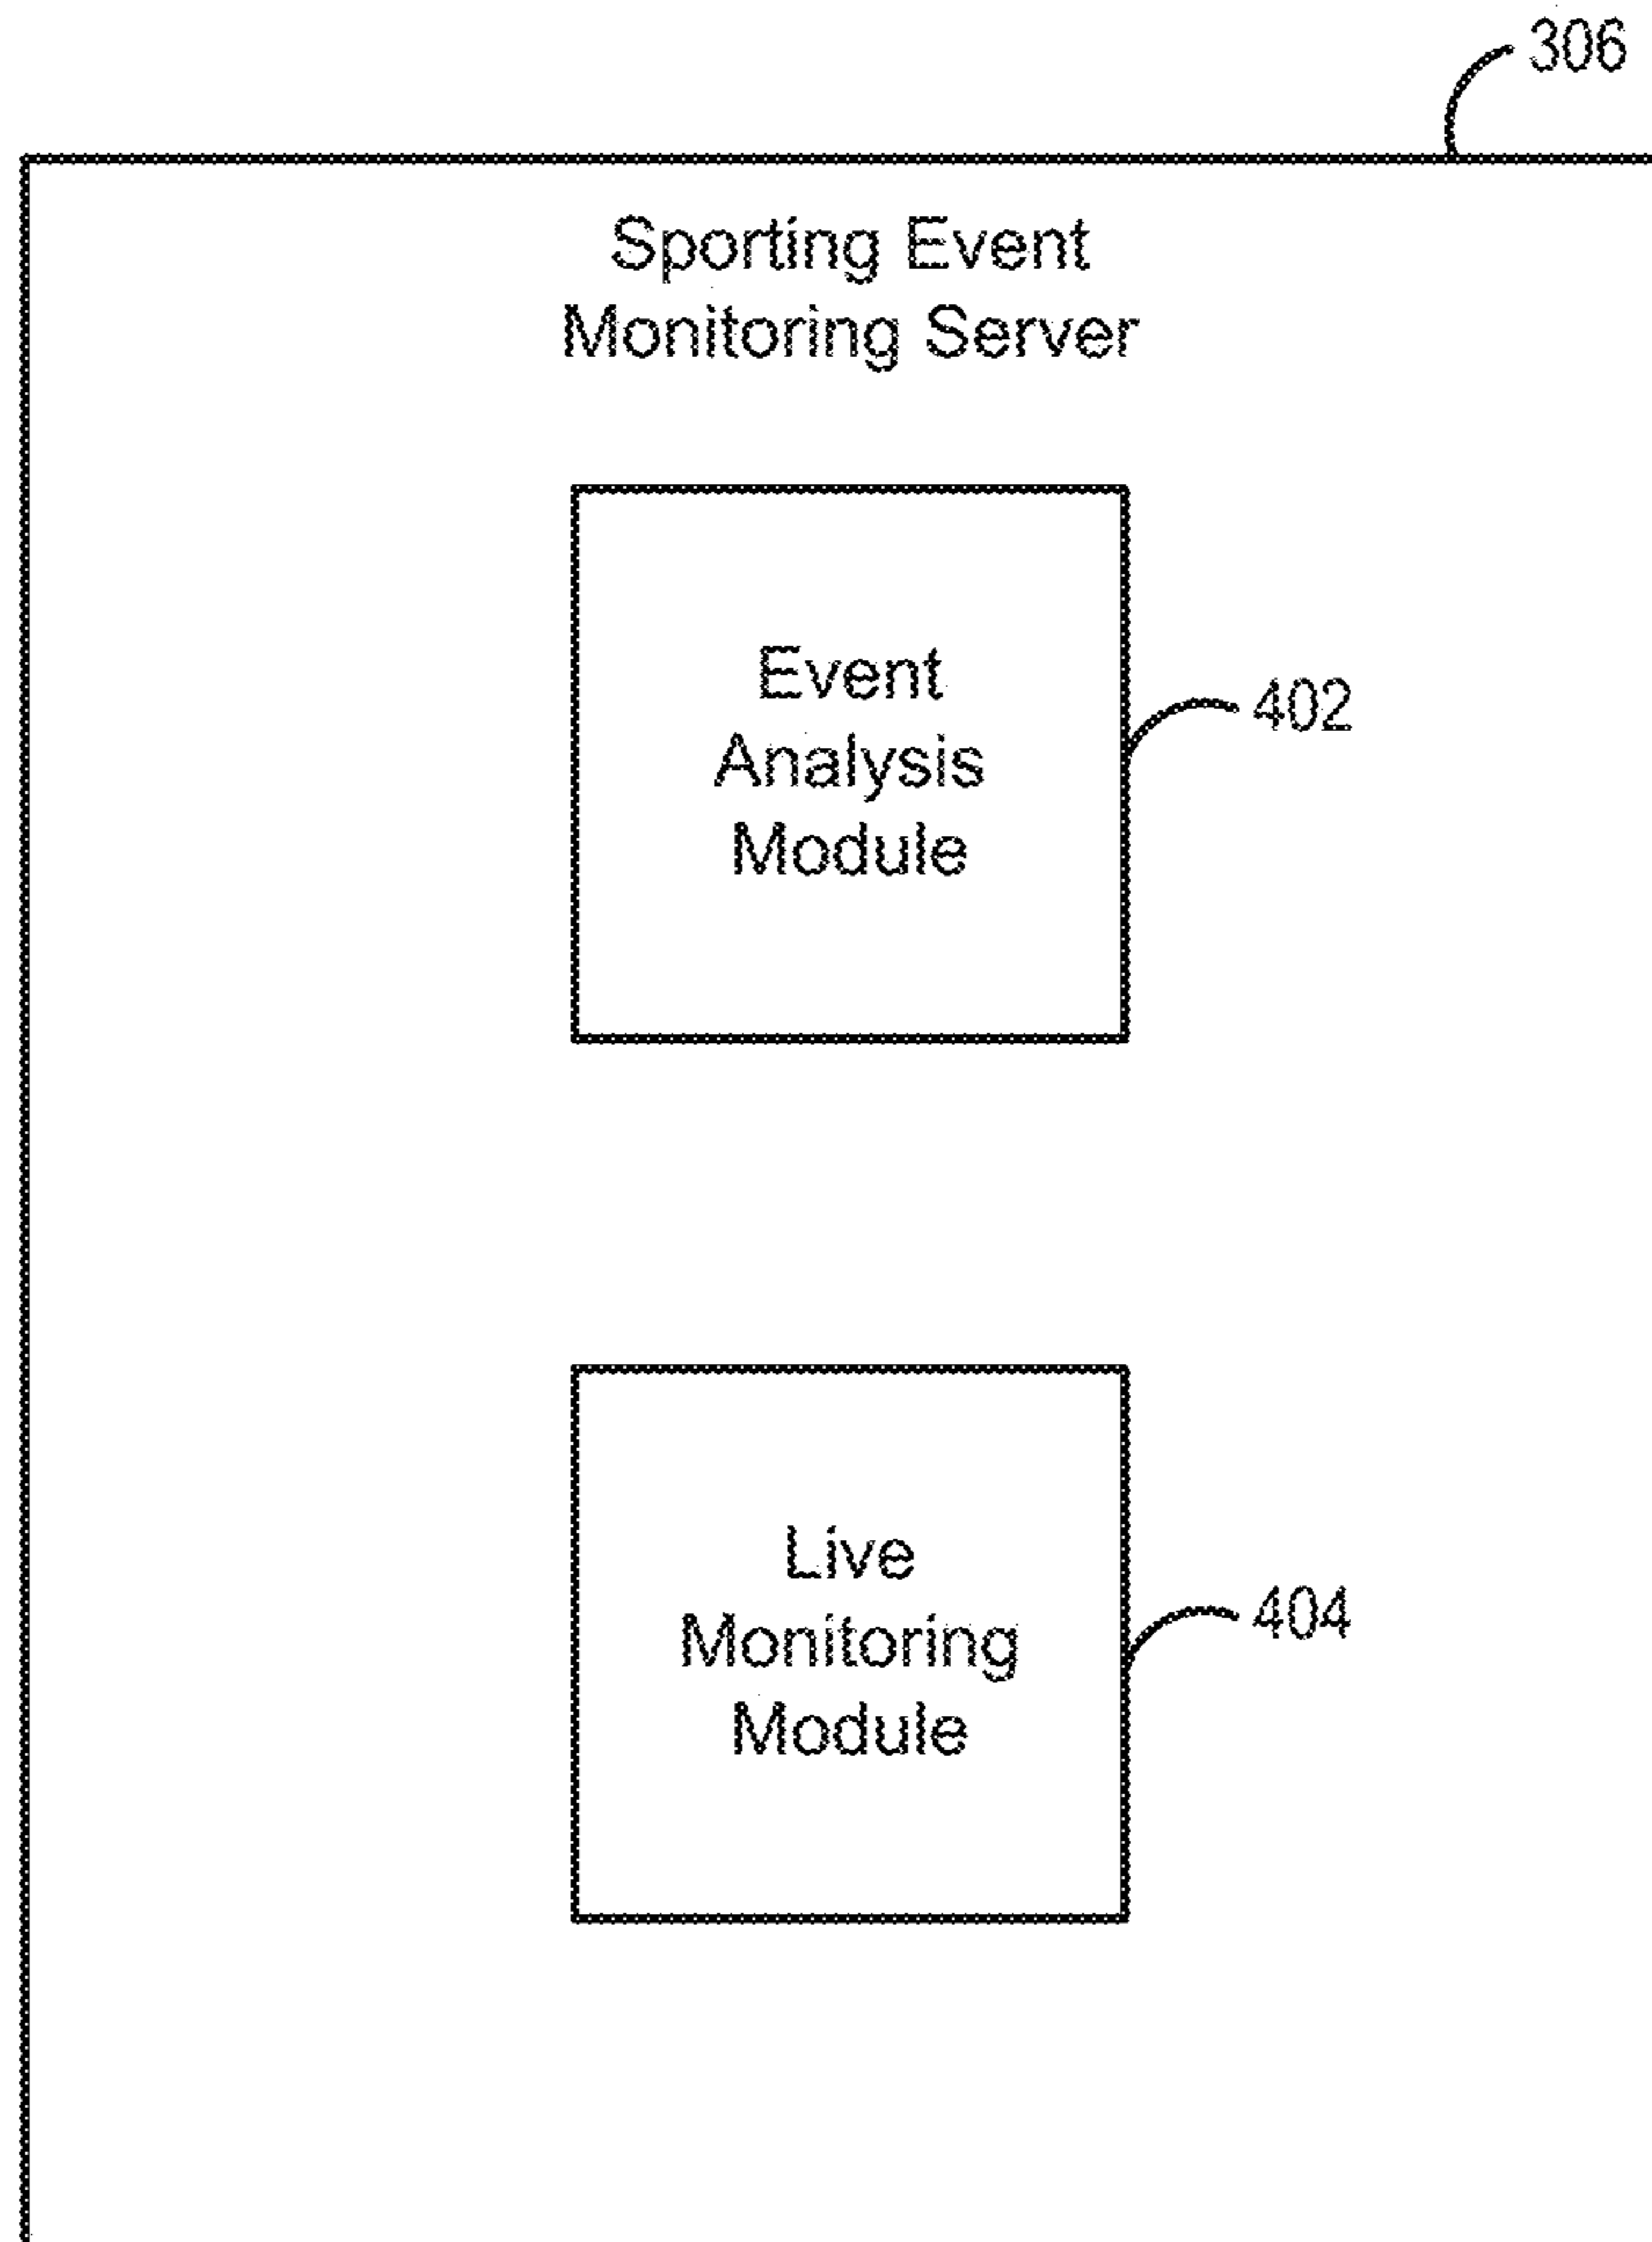 306
Sporting Event
Monitoring Server
Event
Analysis
Module
402
Live
Monitoring
Module
404